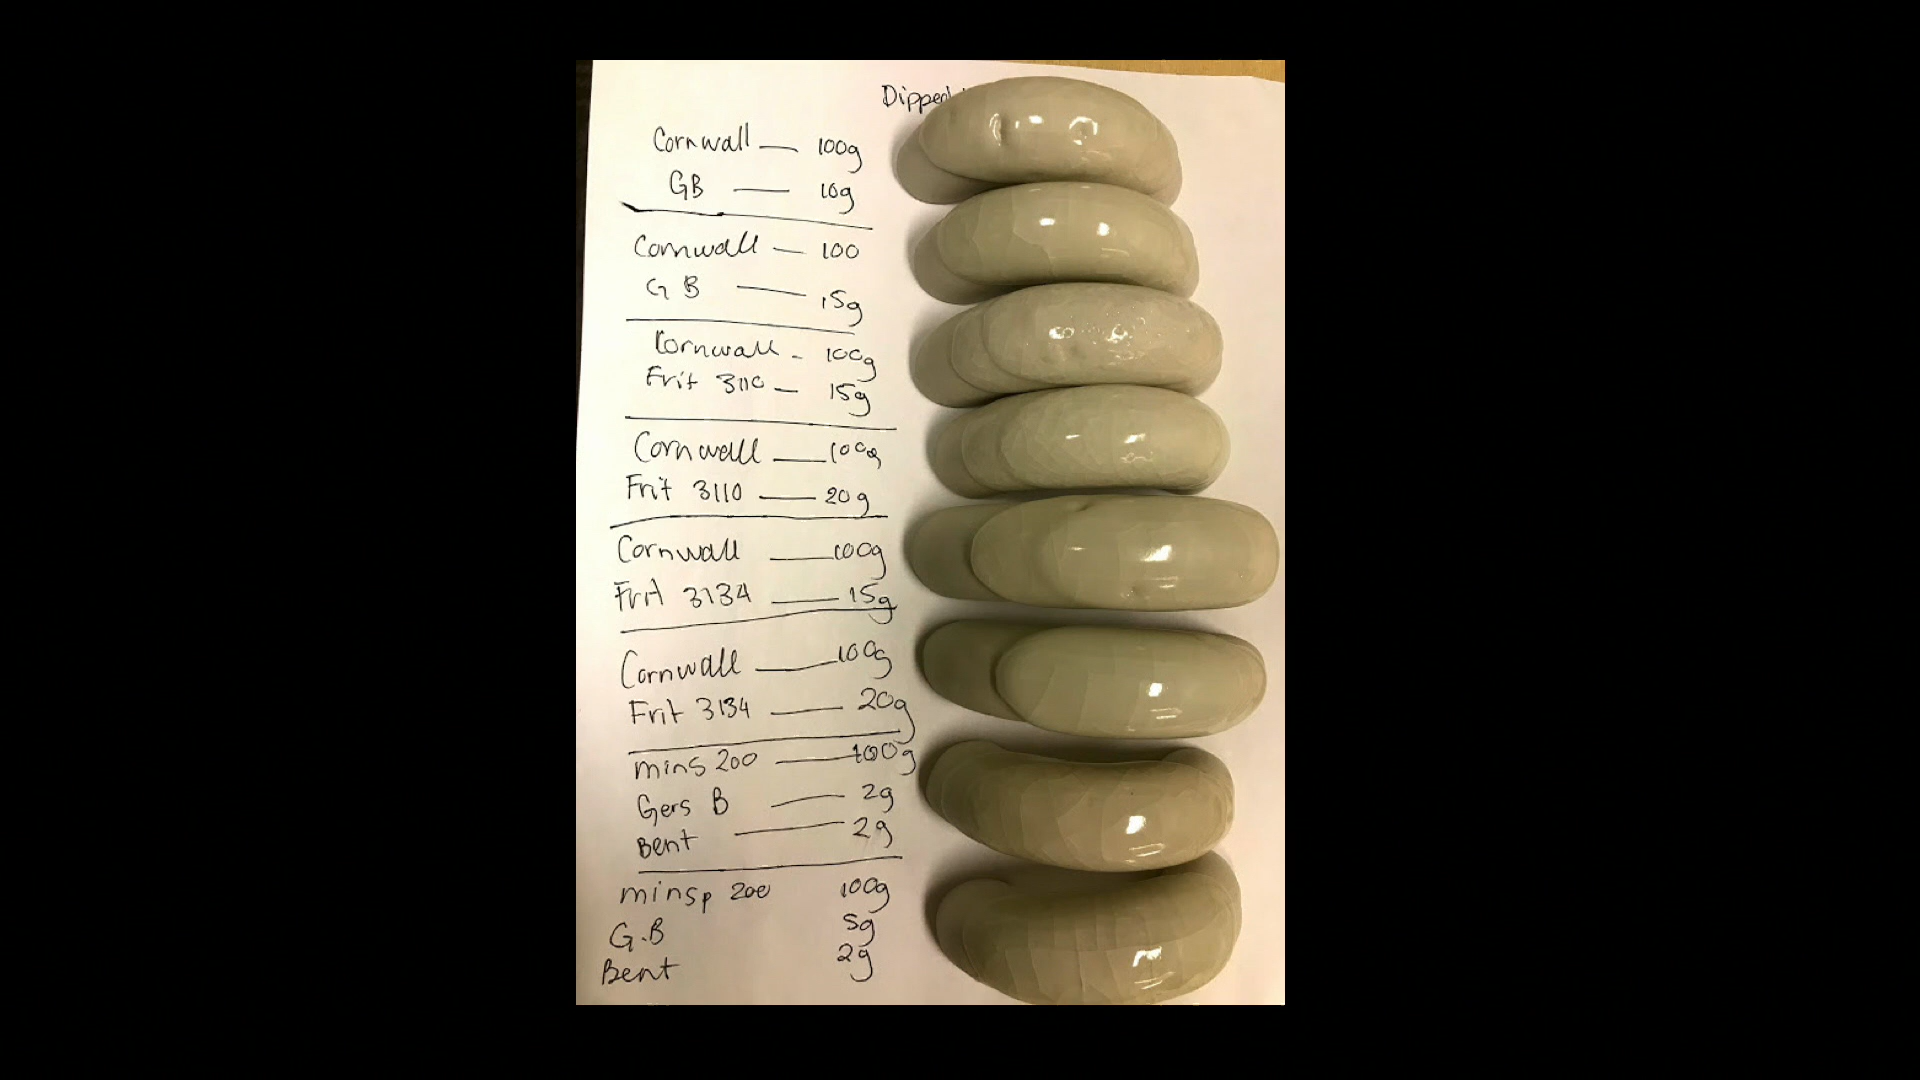 Dipped
Cornwall — 100g
GB — 10g
Cornwall — 100
GB — 15g
Cornwall - 100g
Frit 3110 — 15g
Cornwall — 100g
Frit 3110 — 20g
Cornwall — 100g
Frit 3134 — 15g
Cornwall — 100g
Frit 3134 — 20g
mins 200 — 100g
Gers B — 2g
Bent — 2g
minsp 200 100g
G.B 5g
Bent 2g